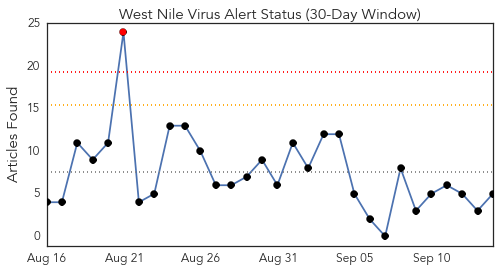 West Nile Virus Alert Status (30-Day Window)
25
20
15
10
5
0
Articles Found
Aug 16 Aug 21 Aug 26 Aug 31 Sep 05 Sep 10